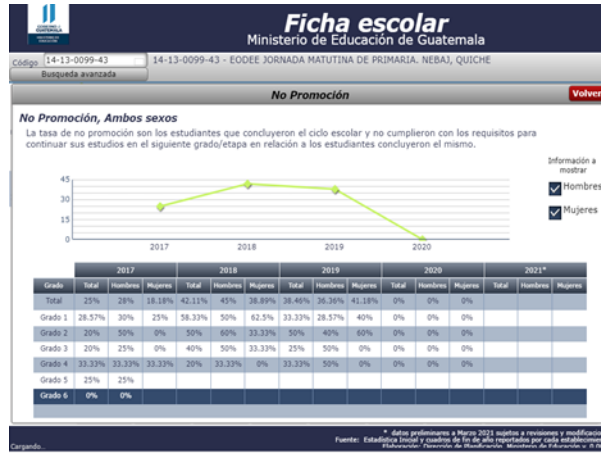 GUATEMALA
Ficha escolar
Ministerio de Educación de Guatemala
Código 14-13-0099-43 14-13-0099-43 - EODEE JORNADA MATUTINA DE PRIMARIA. NEBAJ, QUICHE
Busqueda avanzada
No Promoción Volver
No Promoción, Ambos sexos
La tasa de no promoción son los estudiantes que concluyeron el ciclo escolar y no cumplieron con los requisitos para
continuar sus estudios en el siguiente grado/etapa en relación a los estudiantes concluyeron el mismo.
Información a
mostrar
Hombres
Mujeres
45
30
15
0
2017 2018 2019 2020
2017 2018 2019 2020 2021*
Grado Total Hombres Mujeres Total Hombres Mujeres Total Hombres Mujeres Total Hombres Mujeres Total Hombres Mujeres
Total 25% 28% 18.18% 42.11% 45% 38.89% 38.46% 36.36% 41.18% 0% 0% 0%
Grado 1 28.57% 30% 25% 58.33% 50% 62.5% 33.33% 28.57% 40% 0% 0% 0%
Grado 2 20% 50% 0% 50% 60% 33.33% 50% 40% 60% 0% 0% 0%
Grado 3 20% 25% 0% 40% 50% 33.33% 25% 50% 0% 0% 0% 0%
Grado 4 33.33% 33.33% 33.33% 20% 33.33% 0% 33.33% 50% 0% 0% 0% 0%
Grado 5 25% 25%
Grado 6 0% 0%
* datos preliminares a Marzo 2021 sujetos a revisiones y modificacio
Fuente: Estadística Inicial y cuadros de fin de año reportados por cada establecimien
Cargando.. Elaboración: Dirección de Planificación. Ministerio de Educación